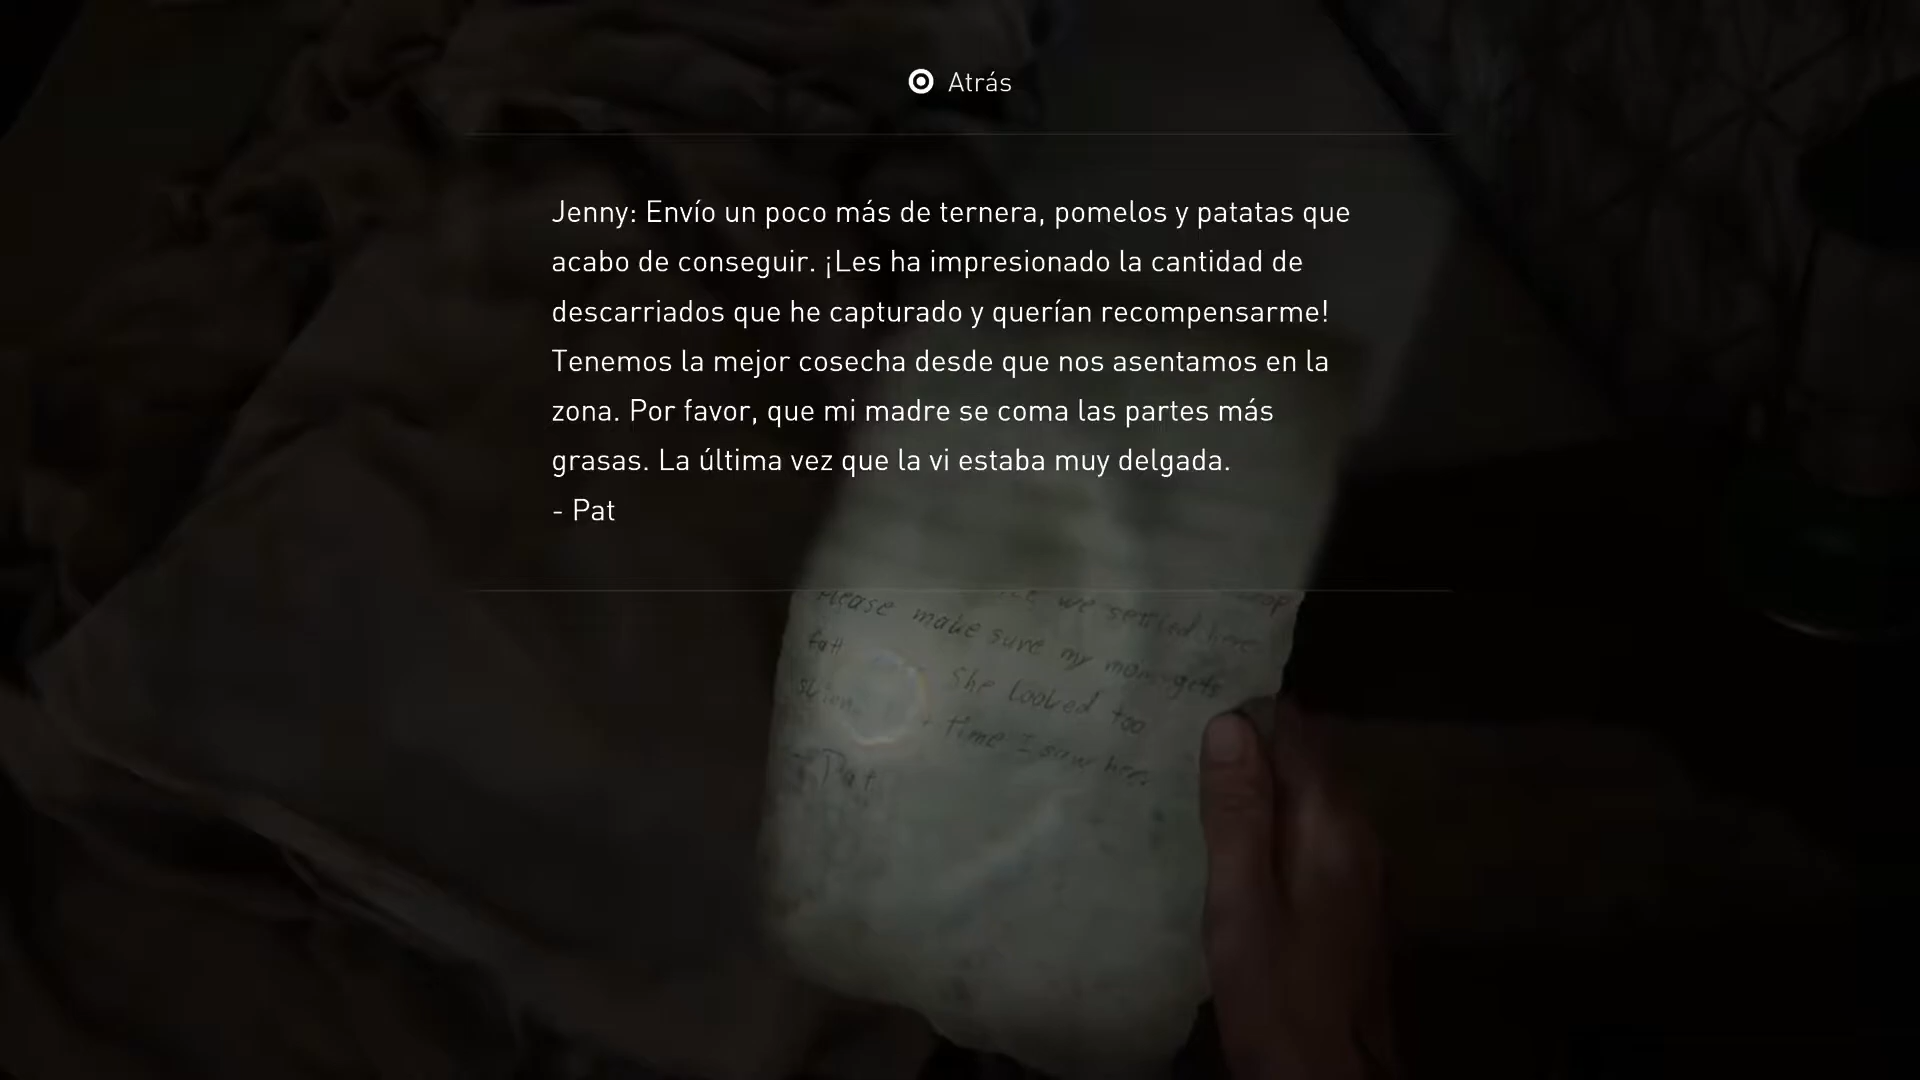 Atrás
Jenny: Envío un poco más de ternera, pomelos y patatas que
acabo de conseguir. ¡Les ha impresionado la cantidad de
descarriados que he capturado y querían recompensarme!
Tenemos la mejor cosecha desde que nos asentamos en la
zona. Por favor, que mi madre se coma las partes más
grasas. La última vez que la vi estaba muy delgada.
- Pat
we settled here
Please make sure my mom gets
She looked too
time I saw her.
- Pat